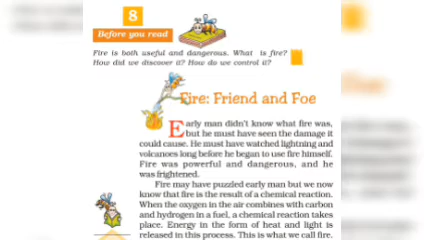 8
Before you read
Fire is both useful and dangerous. What is fire?
How did we discover it? How do we control it?
Fire: Friend and Foe
Early man didn't know what fire was,
but he must have seen the damage it
could cause. He must have watched lightning and
volcanoes long before he began to use fire himself.
Fire was powerful and dangerous, and he
was frightened.
Fire may have puzzled early man but we now
know that fire is the result of a chemical reaction.
When the oxygen in the air combines with carbon
and hydrogen in a fuel, a chemical reaction takes
place. Energy in the form of heat and light is
released in this process. This is what we call fire.